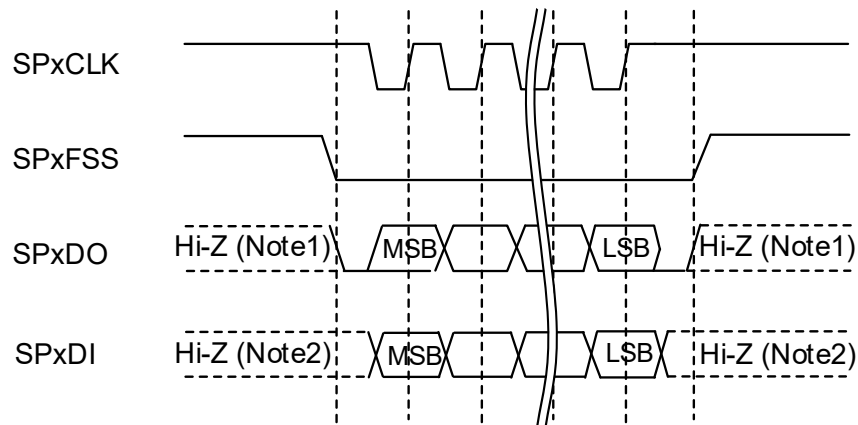 SPxCLK
SPxFSS
SPxDO Hi-Z (Note1) MSB LSB Hi-Z (Note1)
SPxDI Hi-Z (Note2) MSB LSB Hi-Z (Note2)